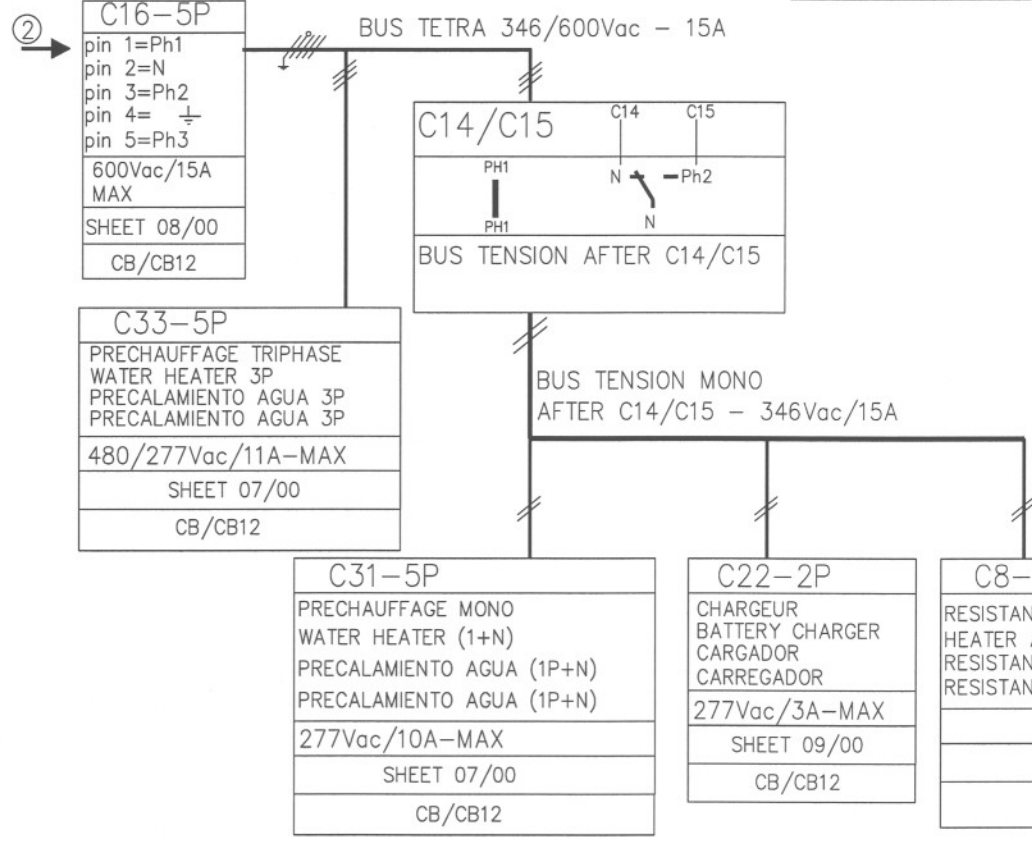 2
C16-5P
pin 1=Ph1
pin 2=N
pin 3=Ph2
pin 4= ⏚
pin 5=Ph3
600Vac/15A
MAX
SHEET 08/00
CB/CB12
BUS TETRA 346/600Vac - 15A
C14/C15
C14 C15
N Ph2
N
PH1
PH1
BUS TENSION AFTER C14/C15
C33-5P
PRECHAUFFAGE TRIPHASE
WATER HEATER 3P
PRECALAMIENTO AGUA 3P
PRECALAMIENTO AGUA 3P
480/277Vac/11A-MAX
SHEET 07/00
CB/CB12
BUS TENSION MONO
AFTER C14/C15 - 346Vac/15A
C31-5P
PRECHAUFFAGE MONO
WATER HEATER (1+N)
PRECALAMIENTO AGUA (1P+N)
PRECALAMIENTO AGUA (1P+N)
277Vac/10A-MAX
SHEET 07/00
CB/CB12
C22-2P
CHARGEUR
BATTERY CHARGER
CARGADOR
CARREGADOR
277Vac/3A-MAX
SHEET 09/00
CB/CB12
C8-
RESISTAN
HEATER
RESISTAN
RESISTAN